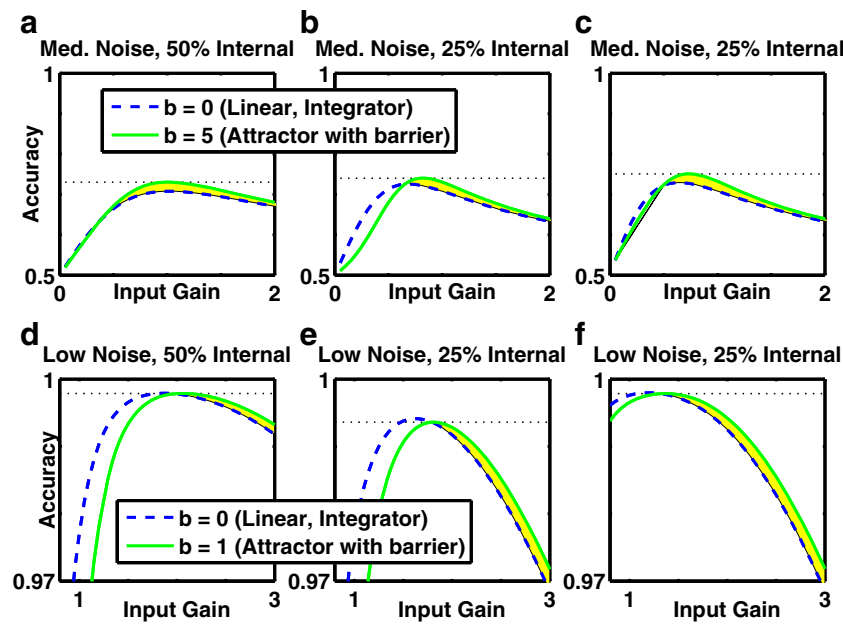 a
Med. Noise, 50% Internal
b
Med. Noise, 25% Internal
c
Med. Noise, 25% Internal
1
1
1
b = 0 (Linear, Integrator)
b = 5 (Attractor with barrier)
Accuracy
0.5
0.5
0.5
0
Input Gain
2
0
Input Gain
2
0
Input Gain
2
d
Low Noise, 50% Internal
e
Low Noise, 25% Internal
f
Low Noise, 25% Internal
1
1
1
Accuracy
b = 0 (Linear, Integrator)
b = 1 (Attractor with barrier)
0.97
0.97
0.97
1
Input Gain
3
1
Input Gain
3
1
Input Gain
3